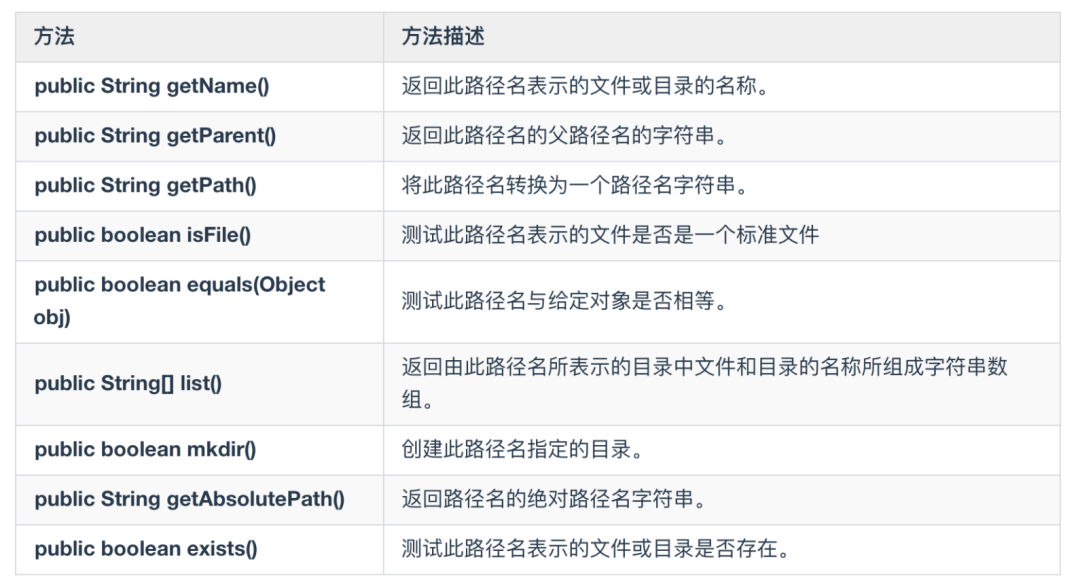 方法 方法描述
public String getName() 返回此路径名表示的文件或目录的名称。
public String getParent() 返回此路径名的父路径名的字符串。
public String getPath() 将此路径名转换为一个路径名字符串。
public boolean isFile() 测试此路径名表示的文件是否是一个标准文件
public boolean equals(Object
obj)
测试此路径名与给定对象是否相等。
public String[] list()
返回由此路径名所表示的目录中文件和目录的名称所组成字符串数
组。
public boolean mkdir() 创建此路径名指定的目录。
public String getAbsolutePath() 返回路径名的绝对路径名字符串。
public boolean exists() 测试此路径名表示的文件或目录是否存在。